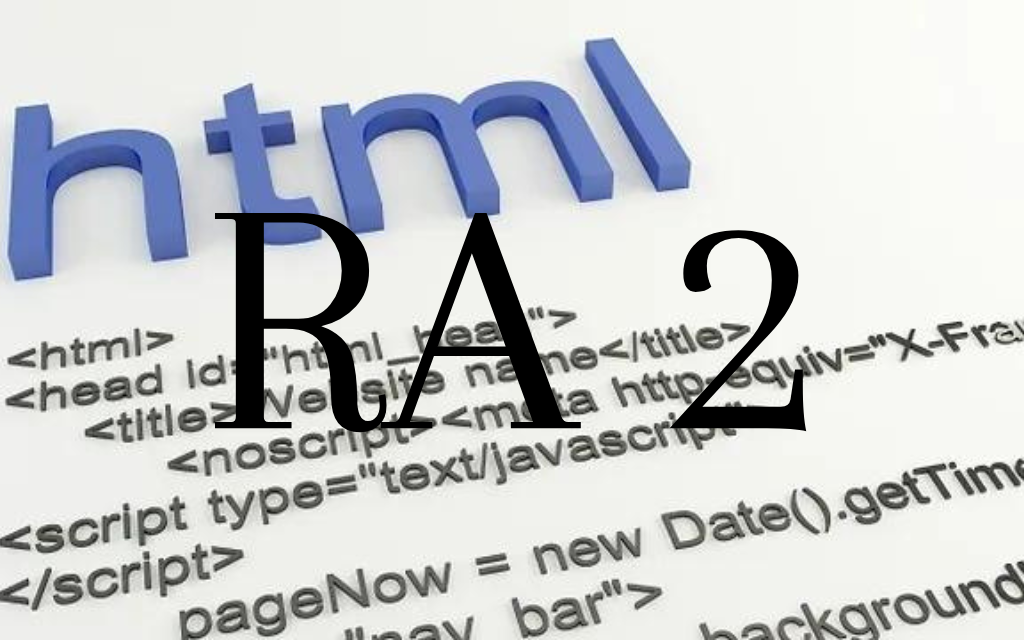 html
RA 2
<html>
<head id="html_head">
<title>Website name</title>
<noscript><meta http-equiv="X-Fra
<script type="text/javascript">
</script>
pageNow = new Date().getTime
"nav_bar">
background